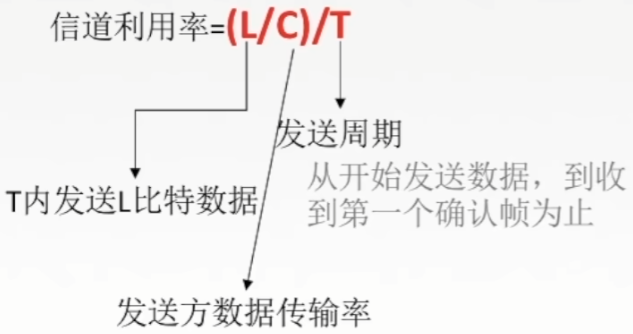 信道利用率=(L/C)/T
发送周期
从开始发送数据，到收
到第一个确认帧为止
T内发送L比特数据
发送方数据传输率